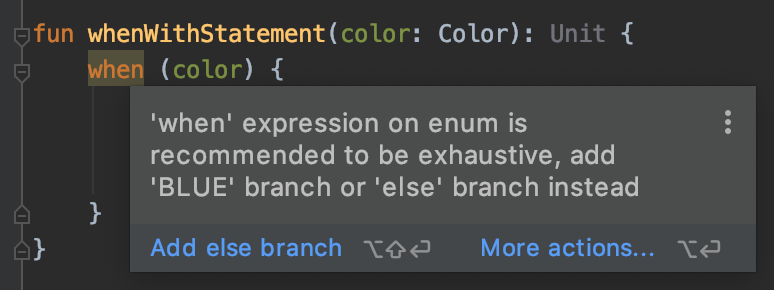 fun whenWithStatement(color: Color): Unit {
when (color) {
'when' expression on enum is
recommended to be exhaustive, add
'BLUE' branch or 'else' branch instead
Add else branch ⌥⇧⏎ More actions... ⌥⏎
}
}